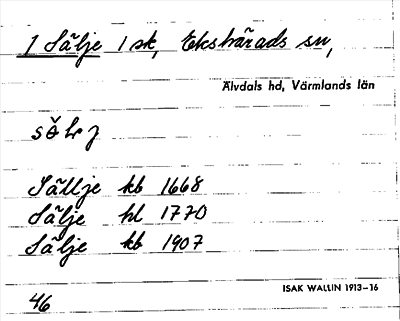 1 Sälje 1 sk, Ekshärads sn,
Älvdals hd, Värmlands län
Sällje kb 1668
Sälje hl 1770
Sälje kb 1907
ISAK WALLIN 1913–16
46